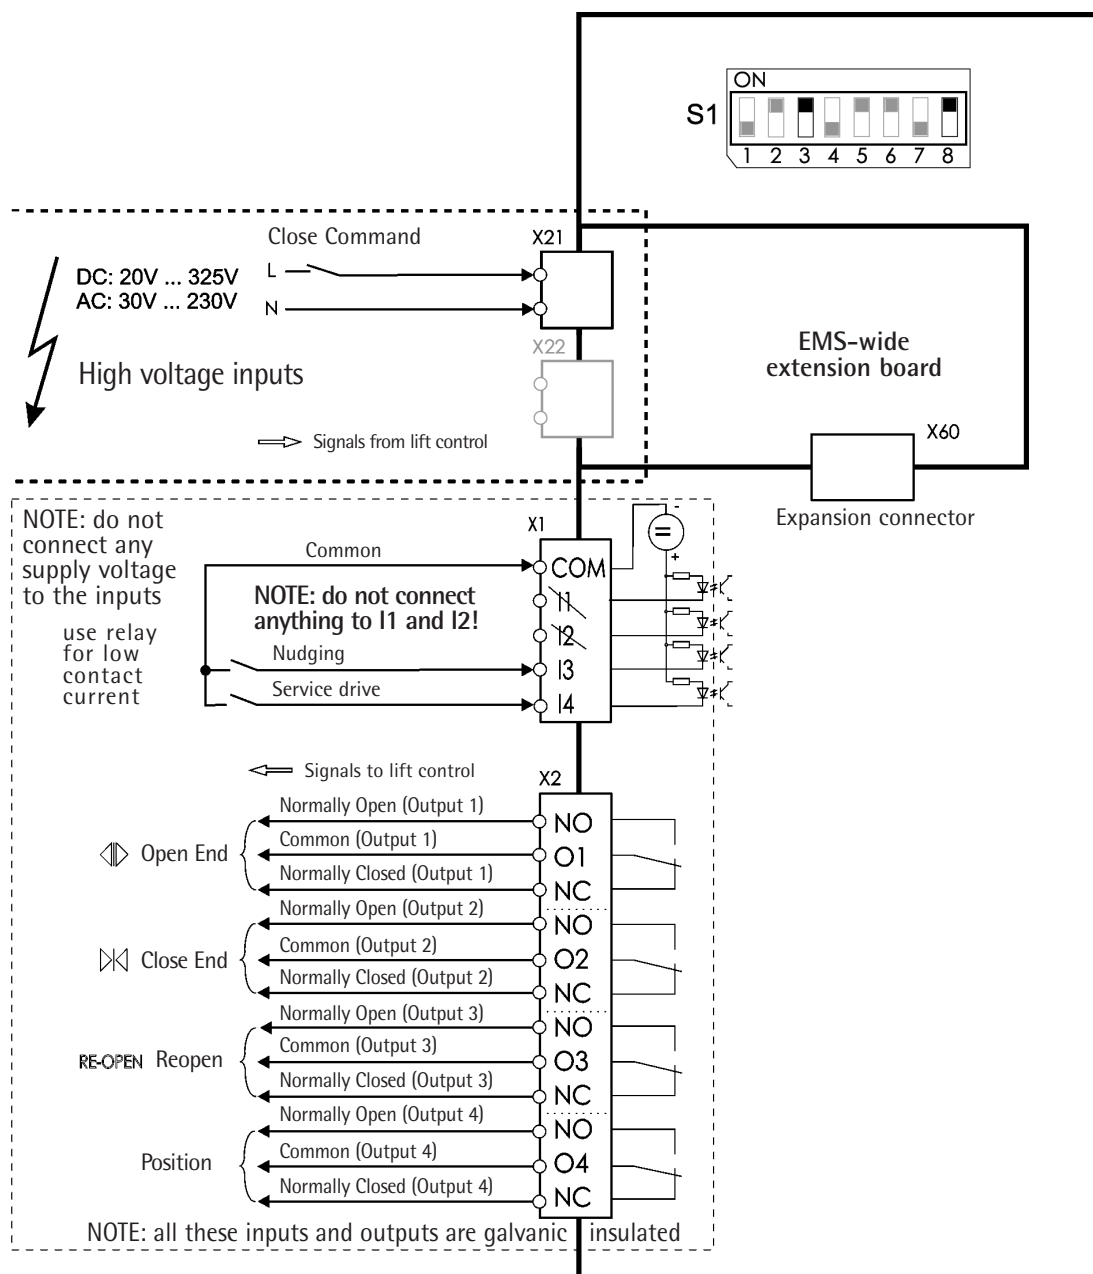 ON
S1
1 2 3 4 5 6 7 8
Close Command
X21
DC: 20V ... 325V
AC: 30V ... 230V
L
N
X22
High voltage inputs
EMS-wide
extension board
X60
Signals from lift control
Expansion connector
NOTE: do not
connect any
supply voltage
to the inputs
use relay
for low
contact
current
X1
-
=
+
Common
COM
NOTE: do not connect
anything to I1 and I2!
I1
I2
Nudging
I3
Service drive
I4
Signals to lift control
X2
Normally Open (Output 1)
NO
Open End
Common (Output 1)
O1
Normally Closed (Output 1)
NC
Normally Open (Output 2)
NO
Close End
Common (Output 2)
O2
Normally Closed (Output 2)
NC
Normally Open (Output 3)
NO
RE-OPEN Reopen
Common (Output 3)
O3
Normally Closed (Output 3)
NC
Normally Open (Output 4)
NO
Position
Common (Output 4)
O4
Normally Closed (Output 4)
NC
NOTE: all these inputs and outputs are galvanic insulated